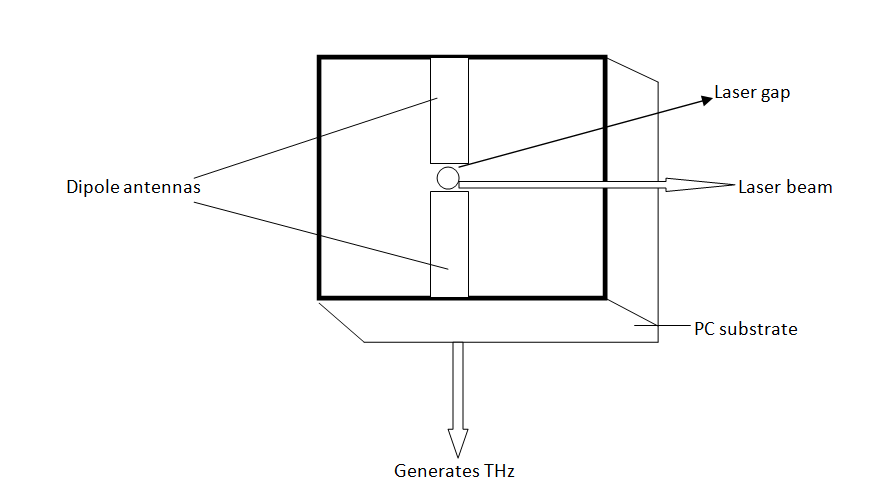 Laser gap
Dipole antennas
Laser beam
PC substrate
Generates THz